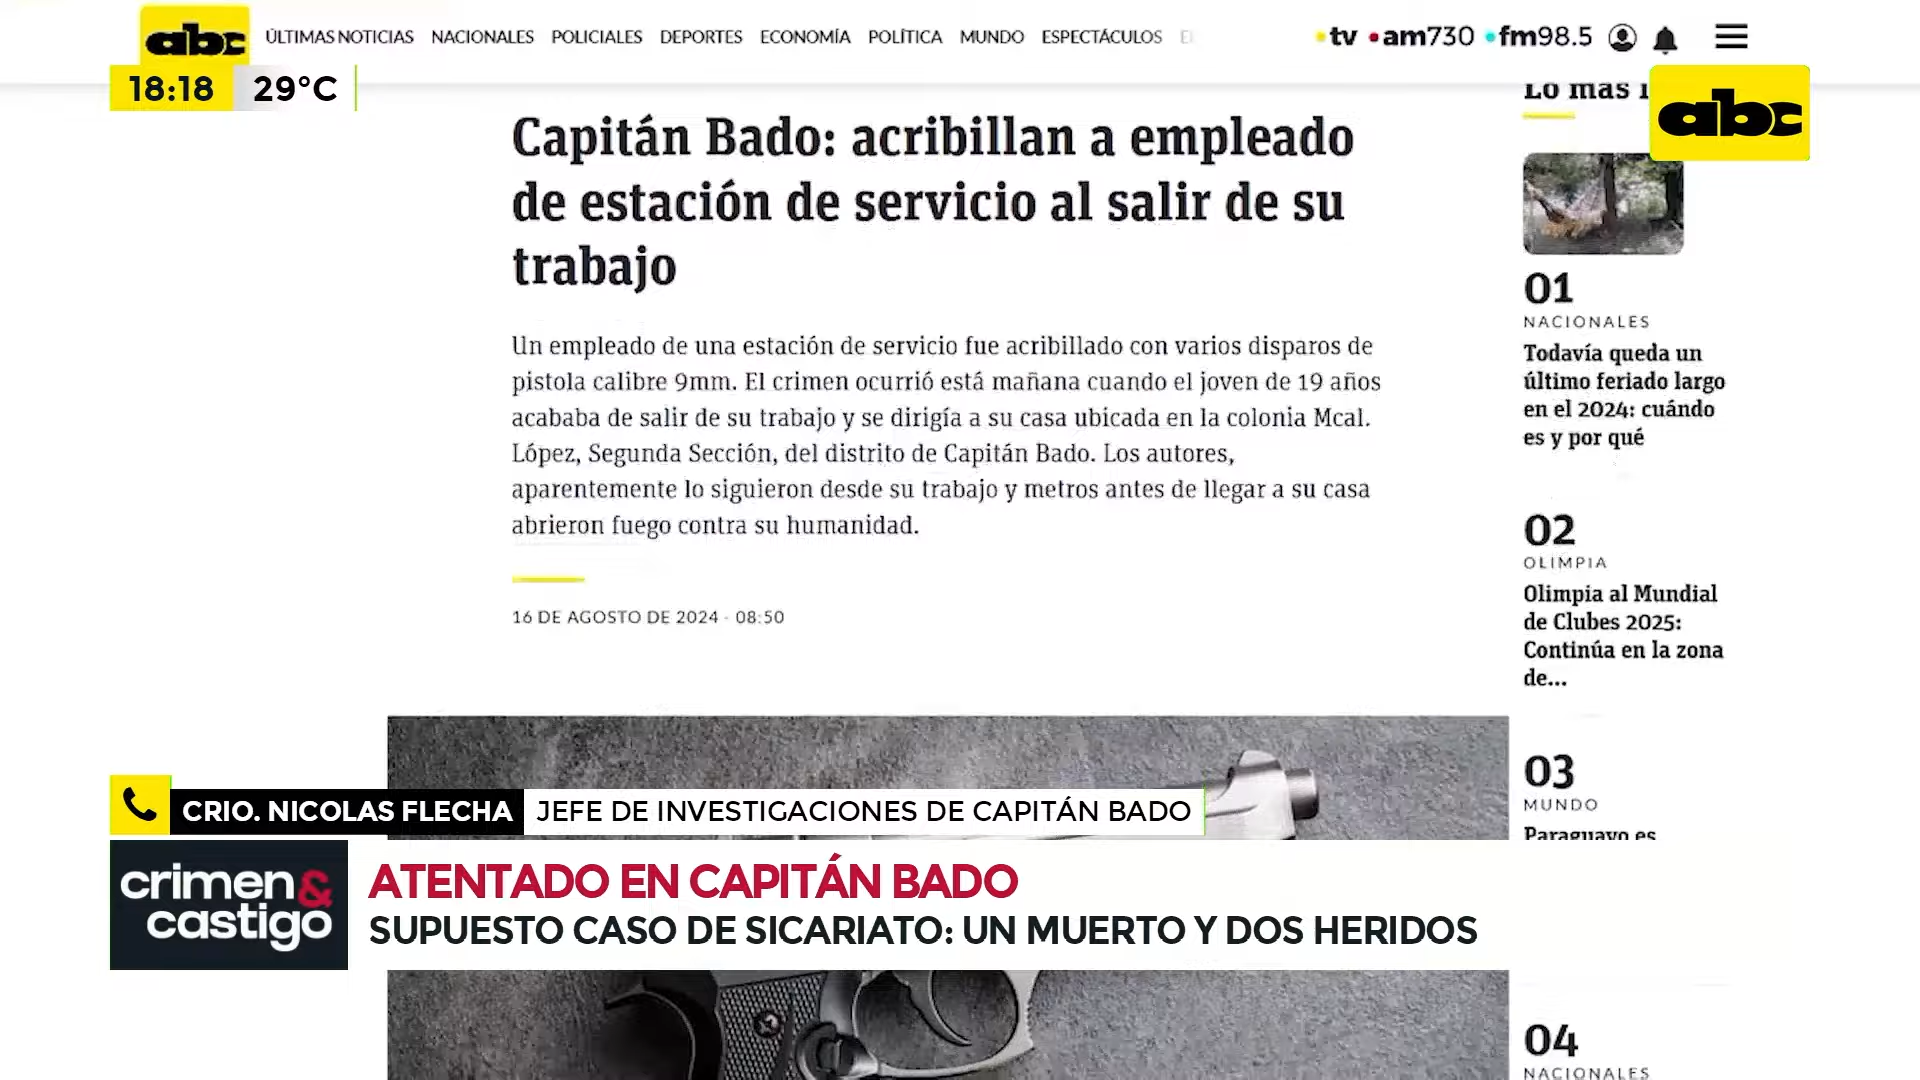 abc
ÚLTIMAS NOTICIAS NACIONALES POLICIALES DEPORTES ECONOMÍA POLÍTICA MUNDO ESPECTÁCULOS
tv am730 fm98.5
18:18 29°C
abc
Capitán Bado: acribillan a empleado
de estación de servicio al salir de su
trabajo
Un empleado de una estación de servicio fue acribillado con varios disparos de
pistola calibre 9mm. El crimen ocurrió está mañana cuando el joven de 19 años
acababa de salir de su trabajo y se dirigía a su casa ubicada en la colonia Mcal.
López, Segunda Sección, del distrito de Capitán Bado. Los autores,
aparentemente lo siguieron desde su trabajo y metros antes de llegar a su casa
abrieron fuego contra su humanidad.
16 DE AGOSTO DE 2024 - 08:50
Lo más
01
NACIONALES
Todavía queda un
último feriado largo
en el 2024: cuándo
es y por qué
02
OLIMPIA
Olimpia al Mundial
de Clubes 2025:
Continúa en la zona
de...
03
MUNDO
Paraguayo es
04
NACIONALES
CRIO. NICOLAS FLECHA JEFE DE INVESTIGACIONES DE CAPITÁN BADO
crimen&
castigo
ATENTADO EN CAPITÁN BADO
SUPUESTO CASO DE SICARIATO: UN MUERTO Y DOS HERIDOS